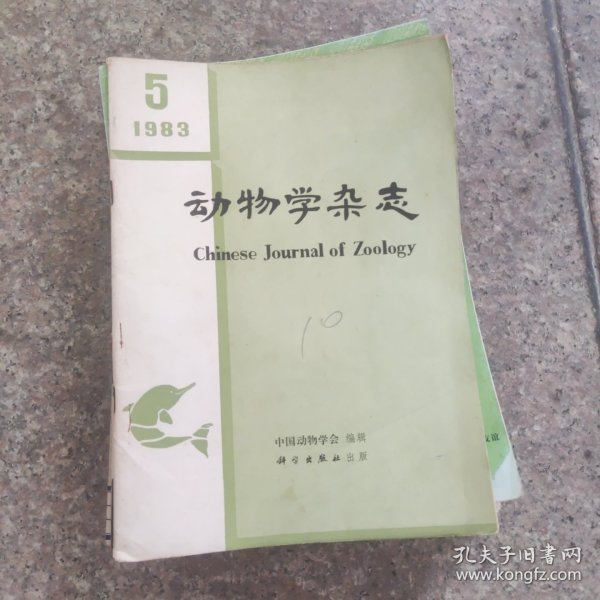 5
1983
动物学杂志
Chinese Journal of Zoology
10
中国动物学会 编辑
科学出版社 出版
谊
孔夫子旧书网
www.kongfz.com